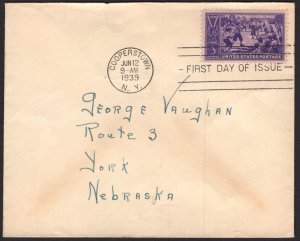 COOPERSTOWN
JUN 12
9-AM
1939
N.Y.
UNITED STATES POSTAGE
FIRST DAY OF ISSUE
George Vaughan
Route 3
York
Nebraska